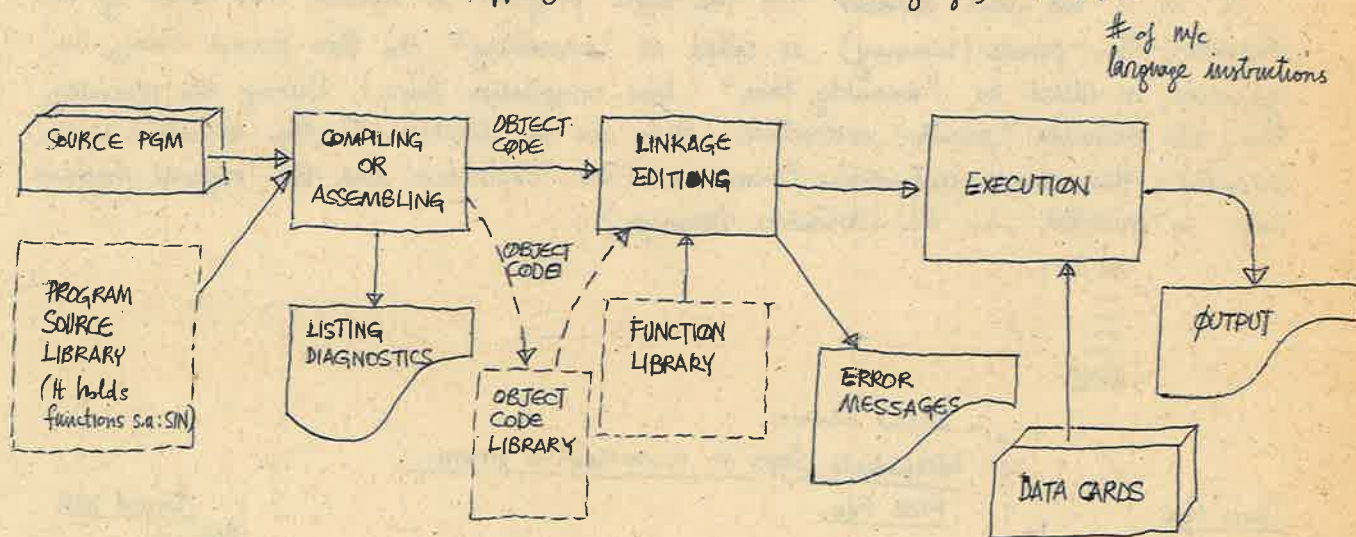 # of m/c
language instructions
SOURCE PGM
COMPILING
OR
ASSEMBLING
OBJECT
CODE
LINKAGE
EDITIONG
EXECUTION
OBJECT
CODE
PROGRAM
SOURCE
LIBRARY
(It holds
functions s.a: SIN)
LISTING
DIAGNOSTICS
OBJECT
CODE
LIBRARY
FUNCTION
LIBRARY
ERROR
MESSAGES
OUTPUT
DATA CARDS